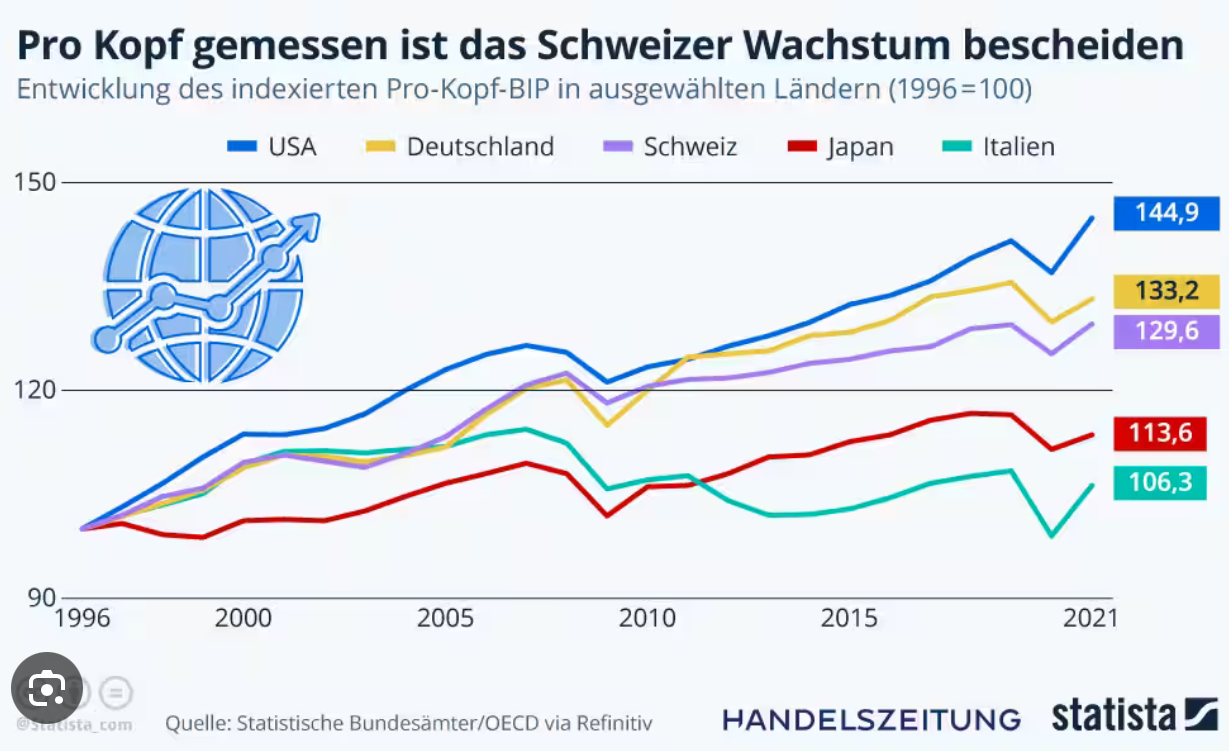 Pro Kopf gemessen ist das Schweizer Wachstum bescheiden
Entwicklung des indexierten Pro-Kopf-BIP in ausgewählten Ländern (1996=100)
USA Deutschland Schweiz Japan Italien
150
144,9
133,2
129,6
120
113,6
106,3
90
1996 2000 2005 2010 2015 2021
@Statista_com
Quelle: Statistische Bundesämter/OECD via Refinitiv
HANDELSZEITUNG
statista